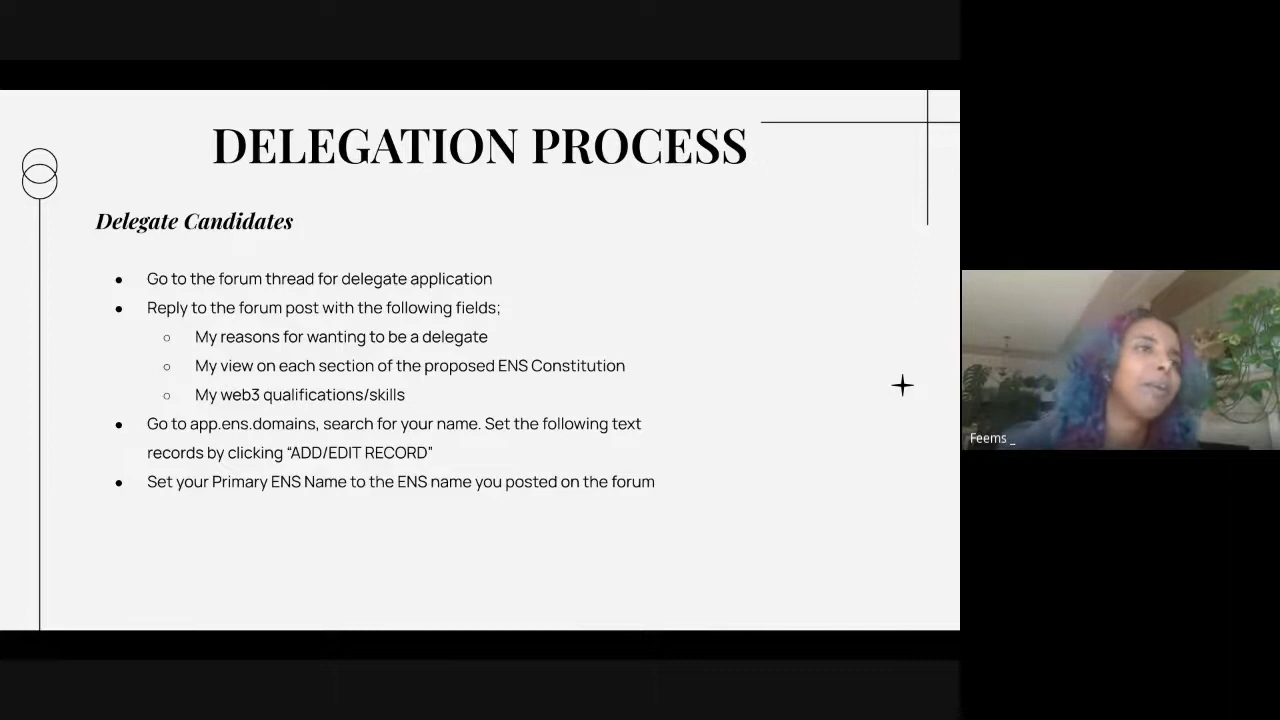 DELEGATION PROCESS
Delegate Candidates
● Go to the forum thread for delegate application
● Reply to the forum post with the following fields;
○ My reasons for wanting to be a delegate
○ My view on each section of the proposed ENS Constitution
○ My web3 qualifications/skills
● Go to app.ens.domains, search for your name. Set the following text
records by clicking “ADD/EDIT RECORD”
● Set your Primary ENS Name to the ENS name you posted on the forum
Feems _